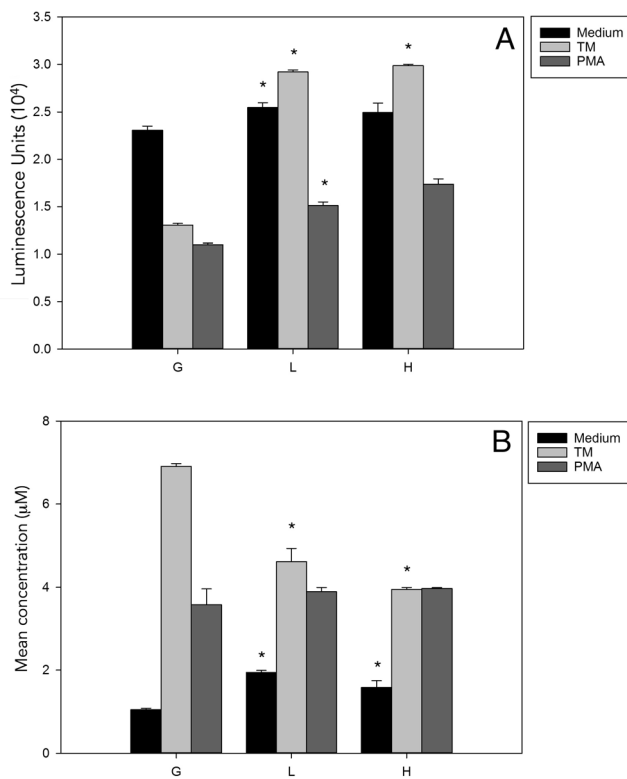 A
Medium
TM
PMA
Luminescence Units (10⁴)
3.5
3.0
2.5
2.0
1.5
1.0
0.5
0.0
* * *
*
G L H
B
Medium
TM
PMA
Mean concentration (μM)
8
6
4
2
0
* *
* *
G L H